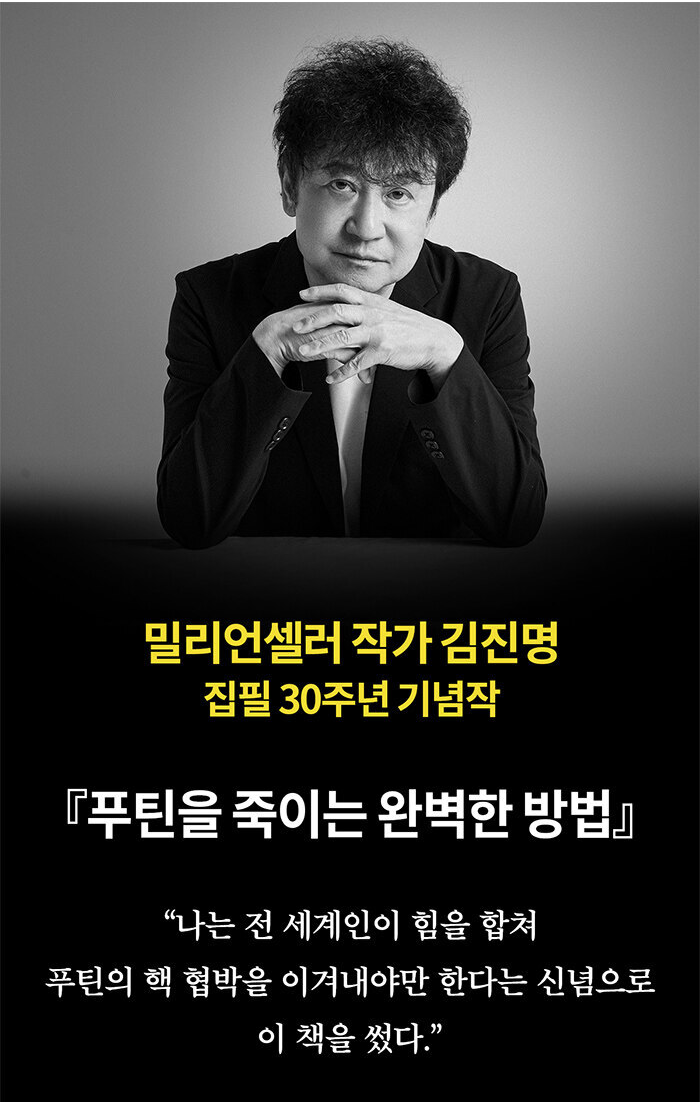 밀리언셀러 작가 김진명
집필 30주년 기념작
『푸틴을 죽이는 완벽한 방법』
“나는 전 세계인이 힘을 합쳐
푸틴의 핵 협박을 이겨내야만 한다는 신념으로
이 책을 썼다.”